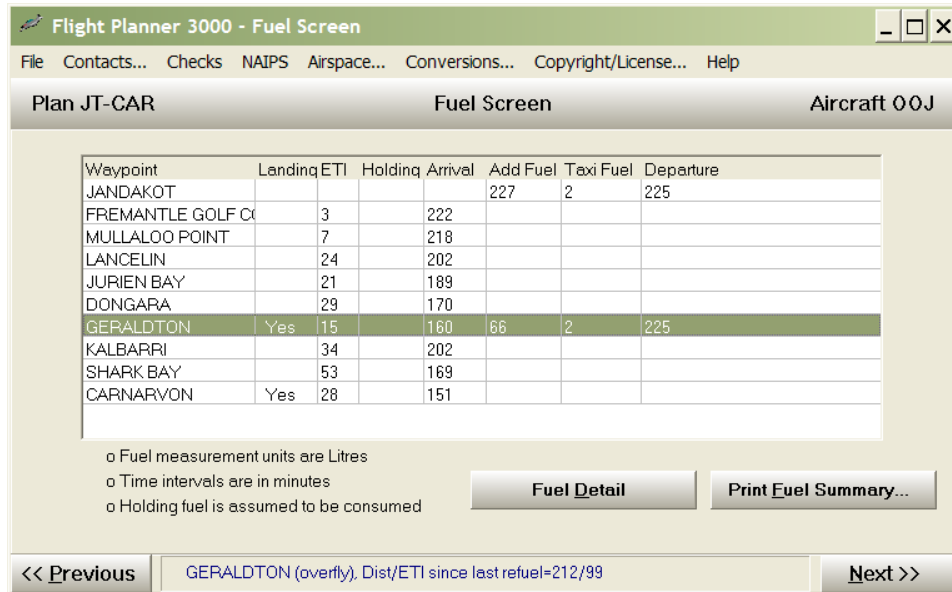 Flight Planner 3000 - Fuel Screen
File Contacts... Checks NAIPS Airspace... Conversions... Copyright/License... Help
Plan JT-CAR Fuel Screen Aircraft OOJ
Waypoint Landing ETI Holding Arrival Add Fuel Taxi Fuel Departure
JANDAKOT 227 2 225
FREMANTLE GOLF CO 3 222
MULLALOO POINT 7 218
LANCELIN 24 202
JURIEN BAY 21 189
DONGARA 29 170
GERALDTON Yes 15 160 66 2 225
KALBARRI 34 202
SHARK BAY 53 169
CARNARVON Yes 28 151
o Fuel measurement units are Litres
o Time intervals are in minutes
o Holding fuel is assumed to be consumed
Fuel Detail Print Fuel Summary...
<< Previous GERALDTON (overfly), Dist/ETI since last refuel=212/99 Next >>